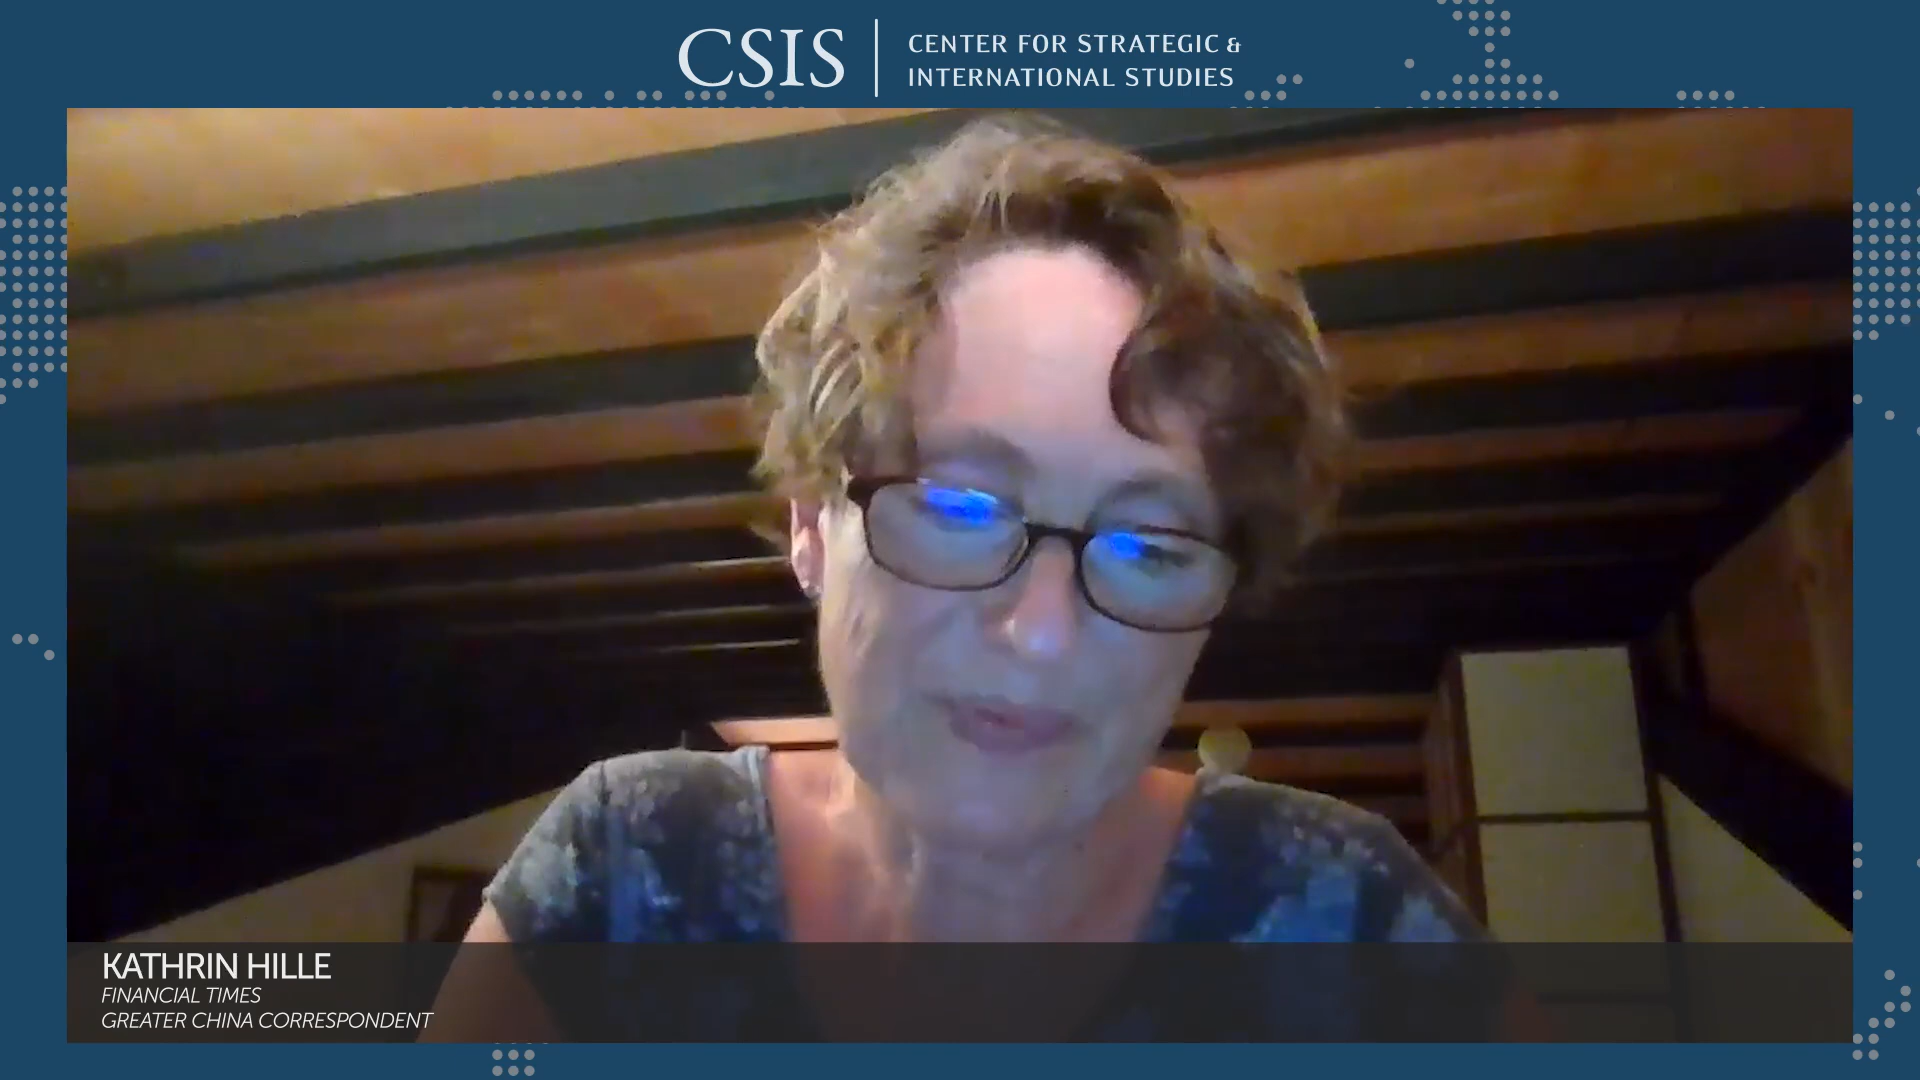 CSIS
CENTER FOR STRATEGIC &
INTERNATIONAL STUDIES
KATHRIN HILLE
FINANCIAL TIMES
GREATER CHINA CORRESPONDENT